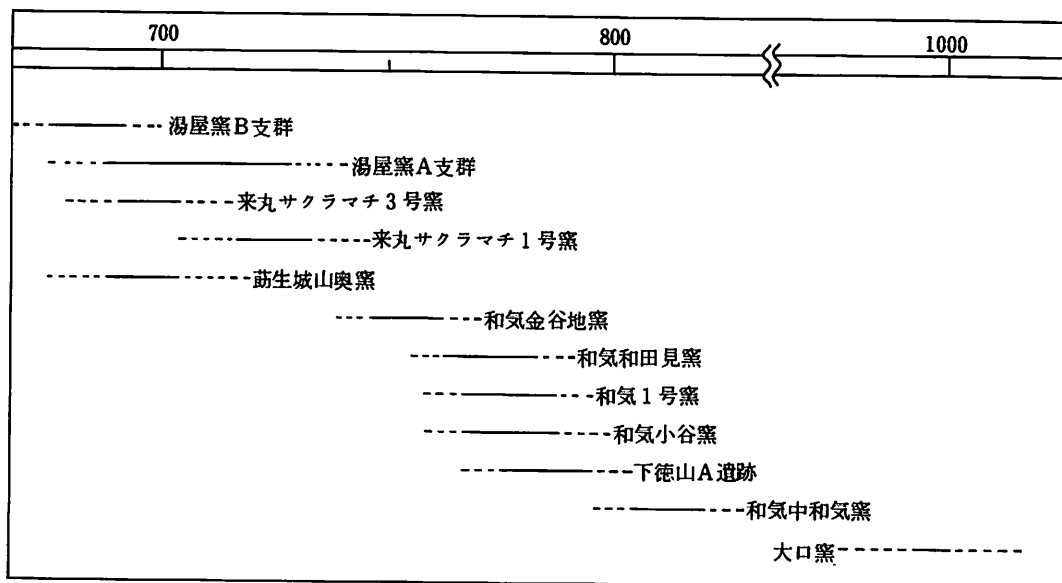 700 800 1000
湯屋窯B支群
湯屋窯A支群
来丸サクラマチ3号窯
来丸サクラマチ1号窯
莇生城山奥窯
和気金谷地窯
和気和田見窯
和気1号窯
和気小谷窯
下徳山A遺跡
和気中和気窯
大口窯